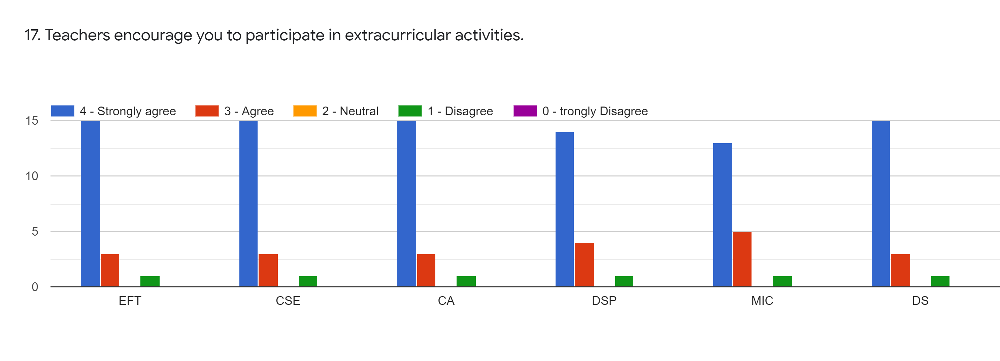 17. Teachers encourage you to participate in extracurricular activities.
4 - Strongly agree 3 - Agree 2 - Neutral 1 - Disagree 0 - trongly Disagree
15
10
5
0
EFT CSE CA DSP MIC DS